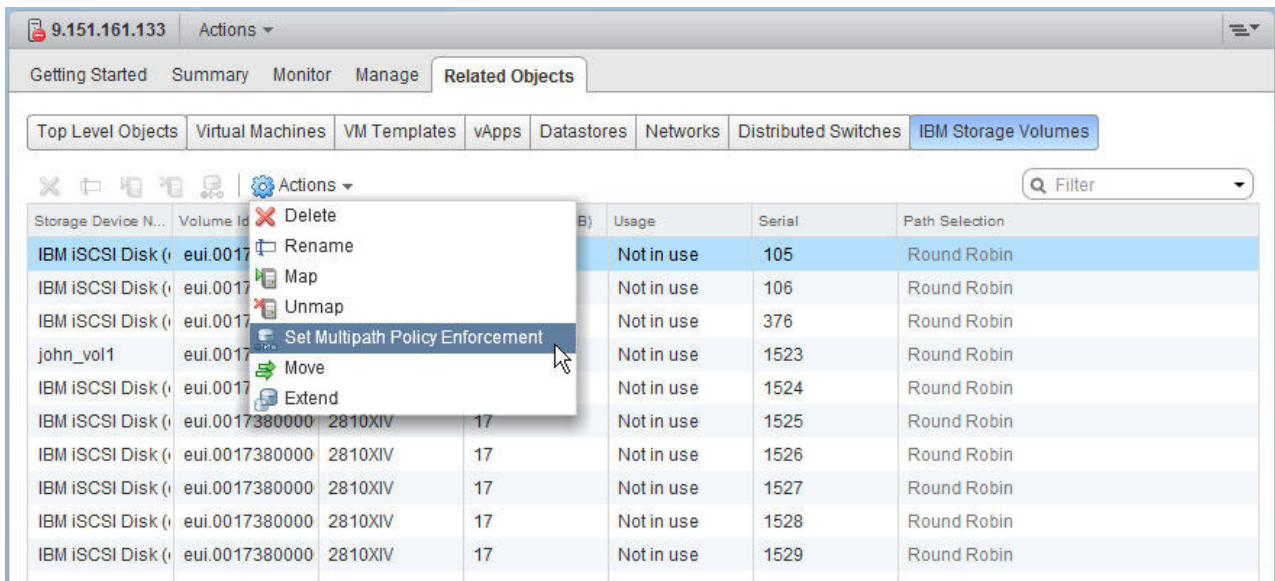 9.151.161.133 Actions
Getting Started Summary Monitor Manage Related Objects
Top Level Objects Virtual Machines VM Templates vApps Datastores Networks Distributed Switches IBM Storage Volumes
Actions Filter
Storage Device N... Volume Id B) Usage Serial Path Selection
Delete
IBM iSCSI Disk ( eui.0017 Not in use 105 Round Robin
Rename
IBM iSCSI Disk ( eui.0017 Not in use 106 Round Robin
Map
IBM iSCSI Disk ( eui.0017 Not in use 376 Round Robin
Unmap
Set Multipath Policy Enforcement
john_vol1 eui.0017 Not in use 1523 Round Robin
Move
IBM iSCSI Disk ( eui.0017 Not in use 1524 Round Robin
Extend
IBM iSCSI Disk ( eui.0017380000 2810XIV 17 Not in use 1525 Round Robin
IBM iSCSI Disk ( eui.0017380000 2810XIV 17 Not in use 1526 Round Robin
IBM iSCSI Disk ( eui.0017380000 2810XIV 17 Not in use 1527 Round Robin
IBM iSCSI Disk ( eui.0017380000 2810XIV 17 Not in use 1528 Round Robin
IBM iSCSI Disk ( eui.0017380000 2810XIV 17 Not in use 1529 Round Robin